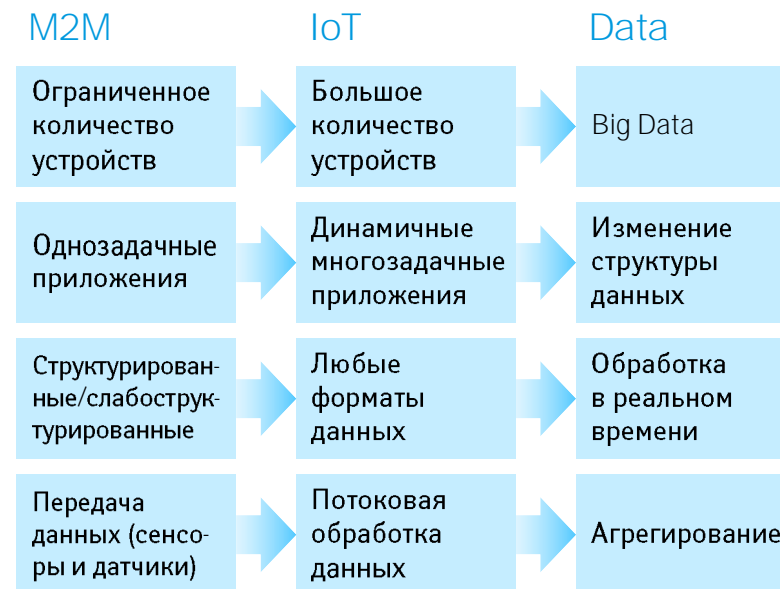 M2M
IoT
Data
Ограниченное
количество
устройств
Большое
количество
устройств
Big Data
Однозадачные
приложения
Динамичные
многозадачные
приложения
Изменение
структуры
данных
Структурирован-
ные/слабострук-
турированные
Любые
форматы
данных
Обработка
в реальном
времени
Передача
данных (сенсо-
ры и датчики)
Потоковая
обработка
данных
Агрегирование